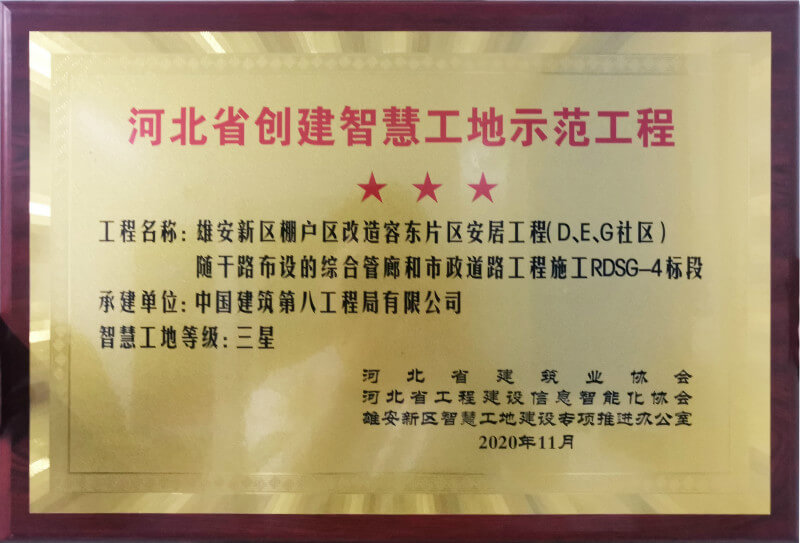 河北省创建智慧工地示范工程
★★★
工程名称:雄安新区棚户区改造容东片区安居工程(D、E、G社区)
随干路布设的综合管廊和市政道路工程施工RDSG-4标段
承建单位:中国建筑第八工程局有限公司
智慧工地等级:三星
河北省建筑业协会
河北省工程建设信息智能化协会
雄安新区智慧工地建设专项推进办公室
2020年11月